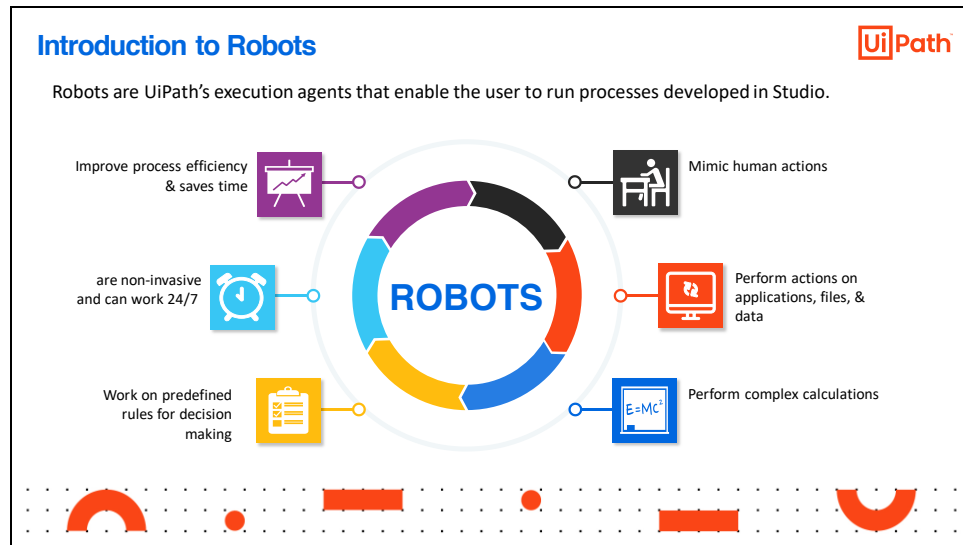 Introduction to Robots
UiPath
Robots are UiPath's execution agents that enable the user to run processes developed in Studio.
Improve process efficiency
& saves time
Mimic human actions
are non-invasive
and can work 24/7
ROBOTS
Perform actions on
applications, files, &
data
Work on predefined
rules for decision
making
Perform complex calculations
E=MC²